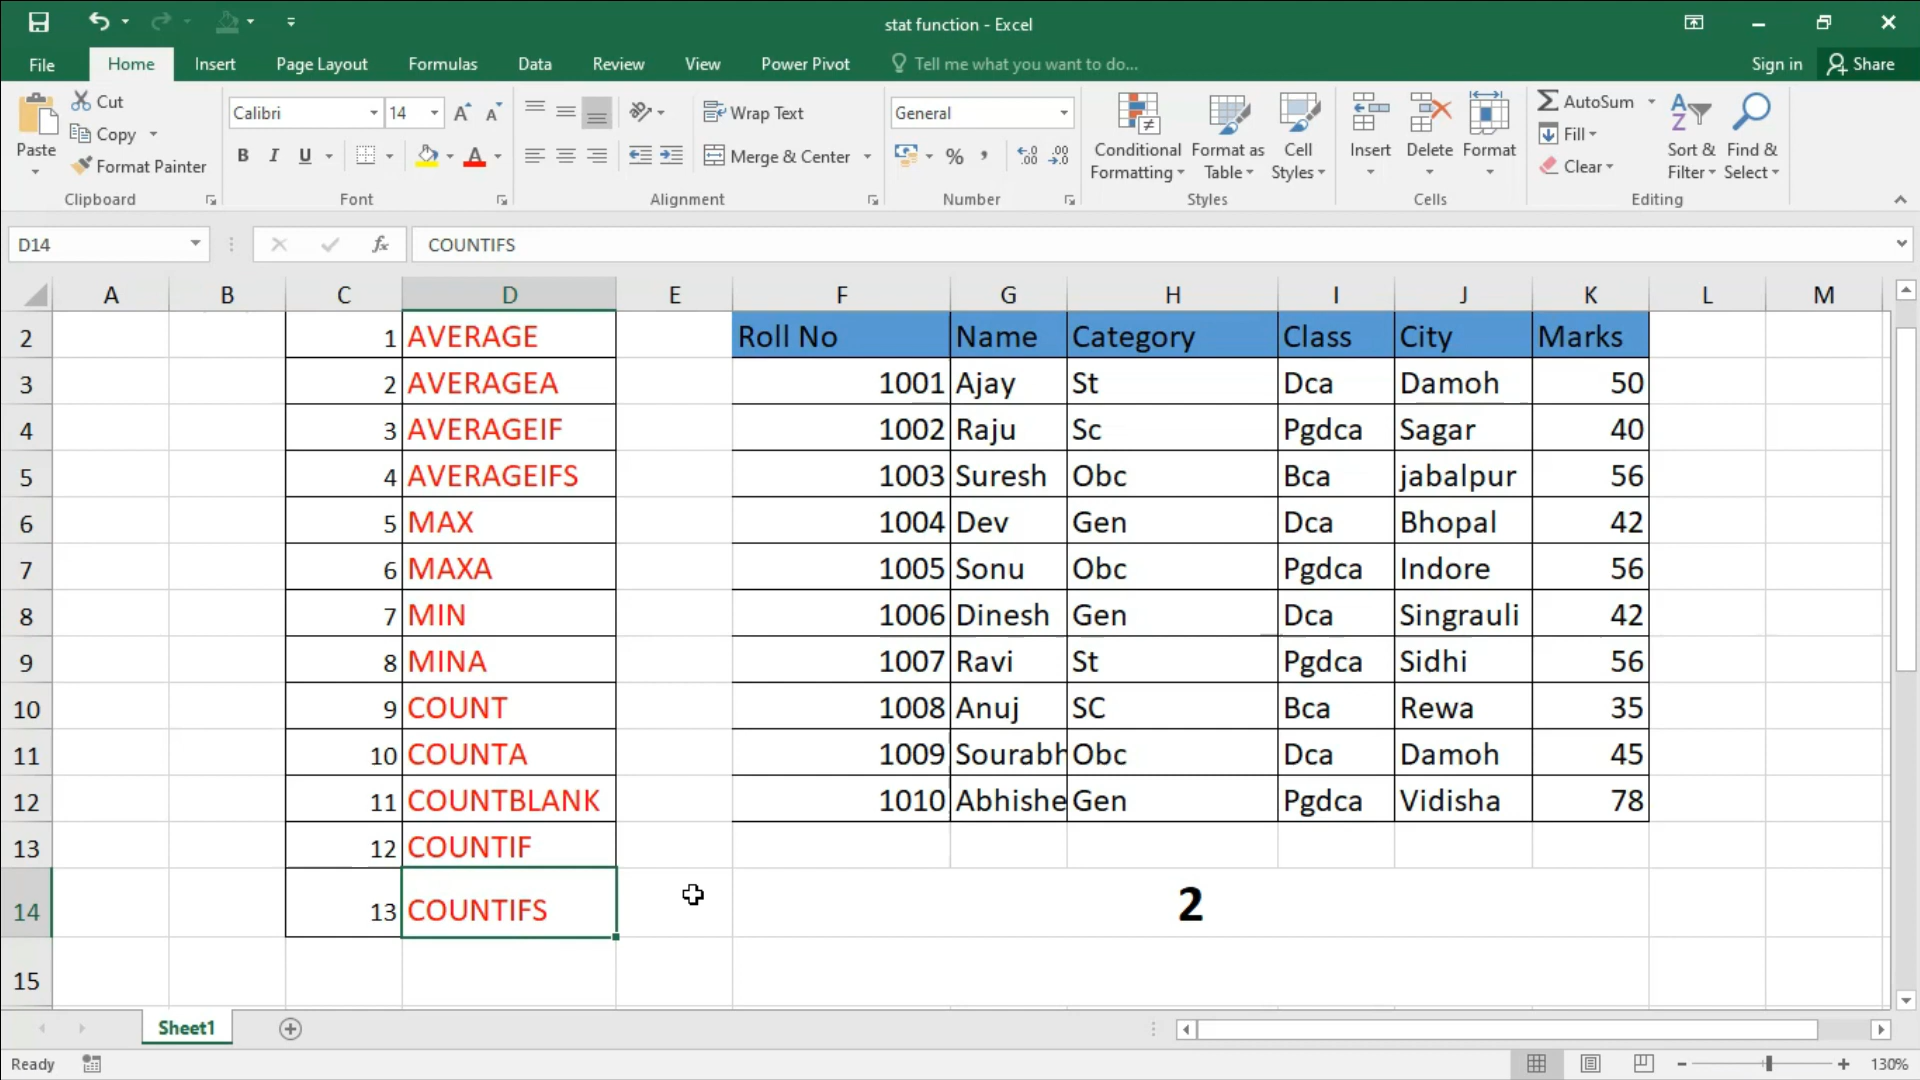 stat function - Excel
File Home Insert Page Layout Formulas Data Review View Power Pivot Tell me what you want to do... Sign in Share
Paste Cut Copy Format Painter Clipboard
Calibri 14 B I U A Font
Wrap Text Merge & Center Alignment
General % Number
Conditional Formatting Format as Table Cell Styles Styles
Insert Delete Format Cells
AutoSum Fill Clear Sort & Filter Find & Select Editing
D14 fx COUNTIFS
A B C D E F G H I J K L M
2 1 AVERAGE Roll No Name Category Class City Marks
3 2 AVERAGEA 1001 Ajay St Dca Damoh 50
4 3 AVERAGEIF 1002 Raju Sc Pgdca Sagar 40
5 4 AVERAGEIFS 1003 Suresh Obc Bca jabalpur 56
6 5 MAX 1004 Dev Gen Dca Bhopal 42
7 6 MAXA 1005 Sonu Obc Pgdca Indore 56
8 7 MIN 1006 Dinesh Gen Dca Singrauli 42
9 8 MINA 1007 Ravi St Pgdca Sidhi 56
10 9 COUNT 1008 Anuj SC Bca Rewa 35
11 10 COUNTA 1009 Sourabh Obc Dca Damoh 45
12 11 COUNTBLANK 1010 Abhishe Gen Pgdca Vidisha 78
13 12 COUNTIF
14 13 COUNTIFS 2
15
Sheet1
Ready 130%